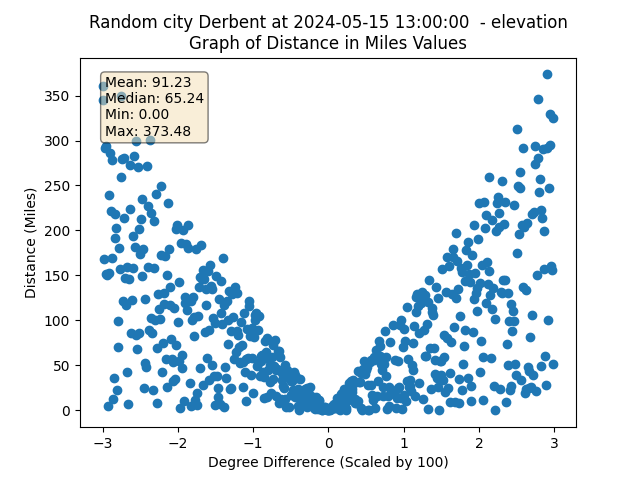 Random city Derbent at 2024-05-15 13:00:00 - elevation
Graph of Distance in Miles Values
Mean: 91.23
Median: 65.24
Min: 0.00
Max: 373.48
350
300
250
200
150
100
50
0
Distance (Miles)
−3
−2
−1
0
1
2
3
Degree Difference (Scaled by 100)